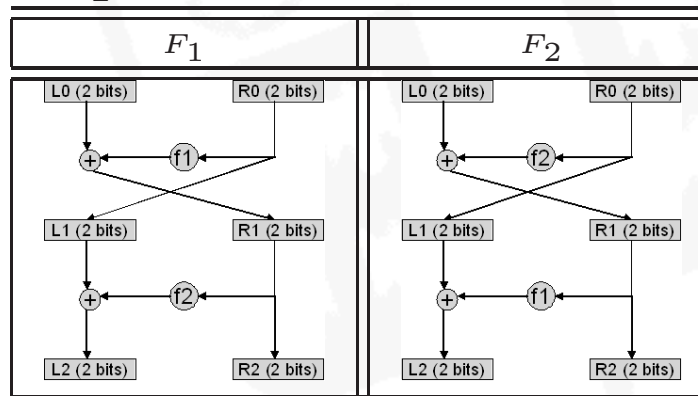 F1 F2
L0 (2 bits) R0 (2 bits) L0 (2 bits) R0 (2 bits)
+ f1 + f2
L1 (2 bits) R1 (2 bits) L1 (2 bits) R1 (2 bits)
+ f2 + f1
L2 (2 bits) R2 (2 bits) L2 (2 bits) R2 (2 bits)